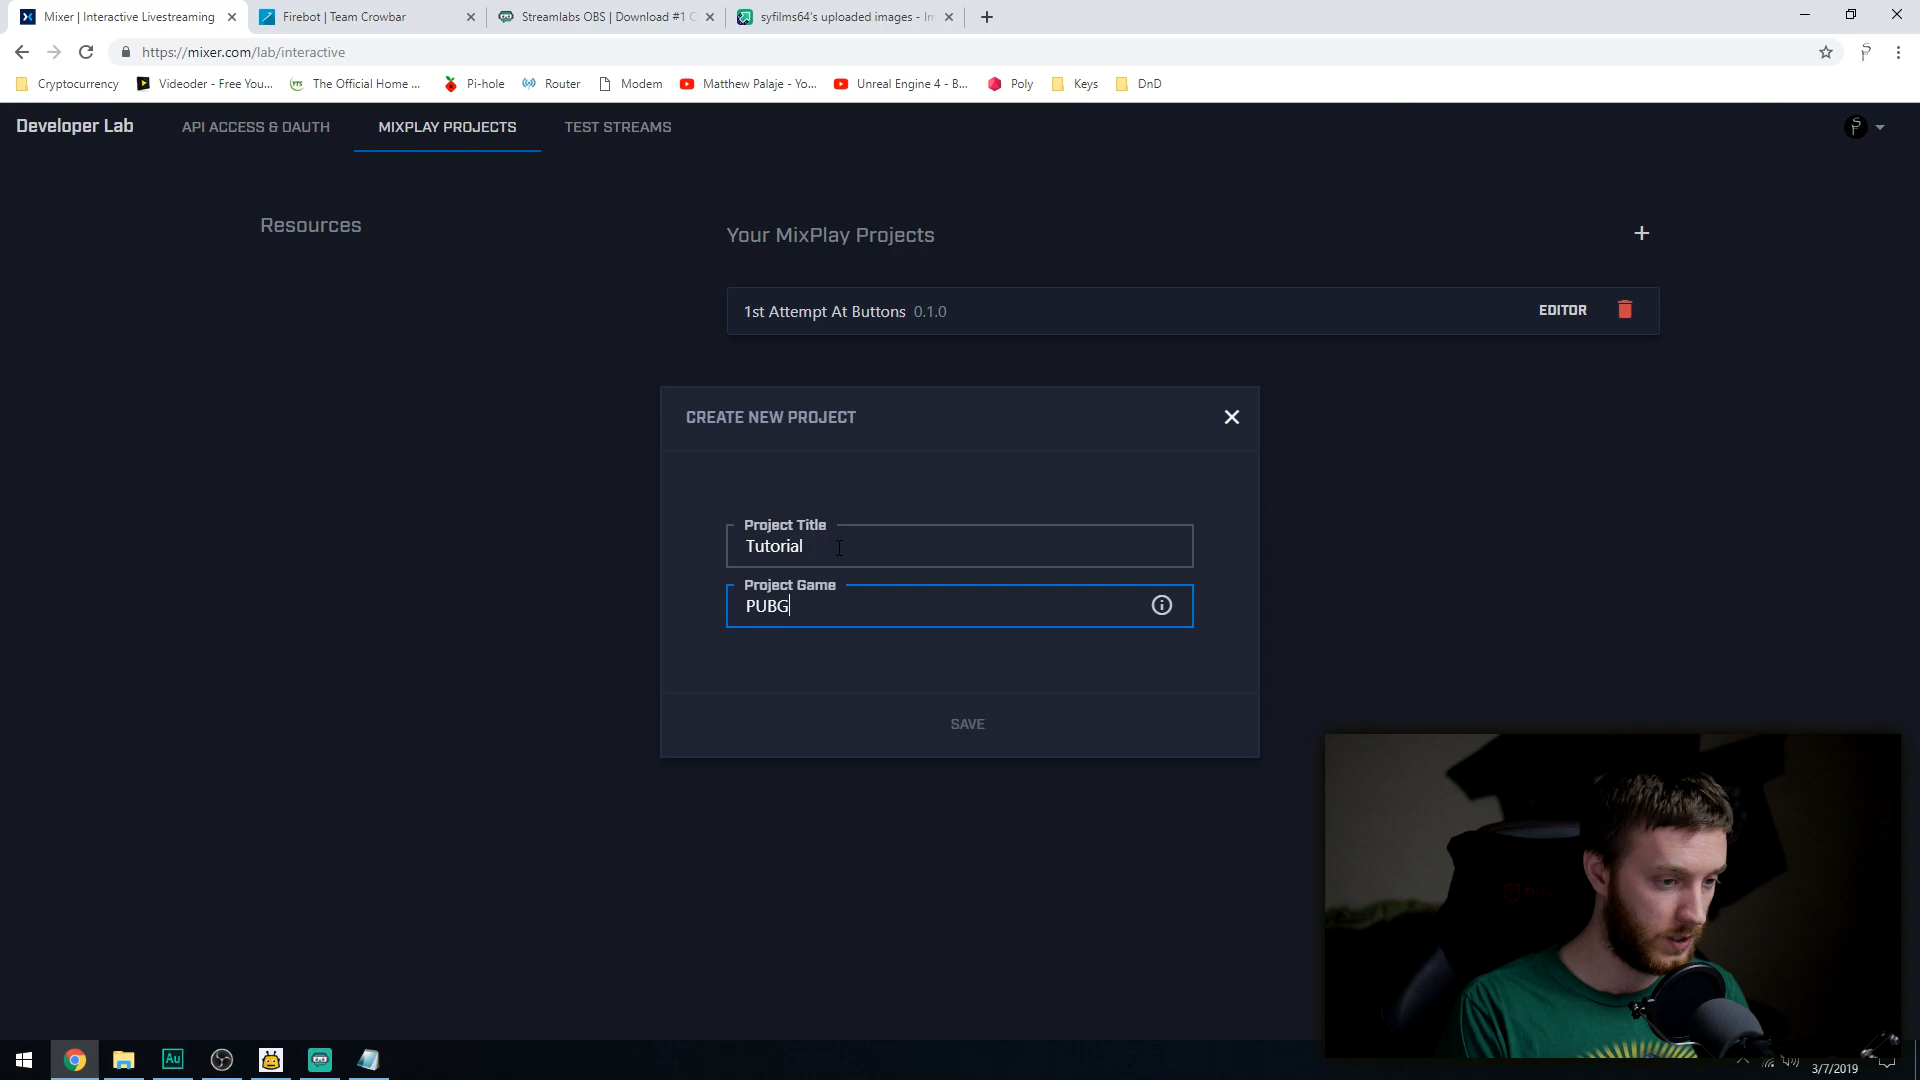 Mixer | Interactive Livestreaming
Firebot | Team Crowbar
Streamlabs OBS | Download #1 C
syfilms64's uploaded images - Im
https://mixer.com/lab/interactive
Cryptocurrency
Videoder - Free You...
The Official Home ...
Pi-hole
Router
Modem
Matthew Palaje - Yo...
Unreal Engine 4 - B...
Poly
Keys
DnD
Developer Lab
API ACCESS & OAUTH
MIXPLAY PROJECTS
TEST STREAMS
Resources
Your MixPlay Projects
1st Attempt At Buttons 0.1.0
EDITOR
CREATE NEW PROJECT
Project Title
Tutorial
Project Game
PUBG
SAVE
Au
3/7/2019